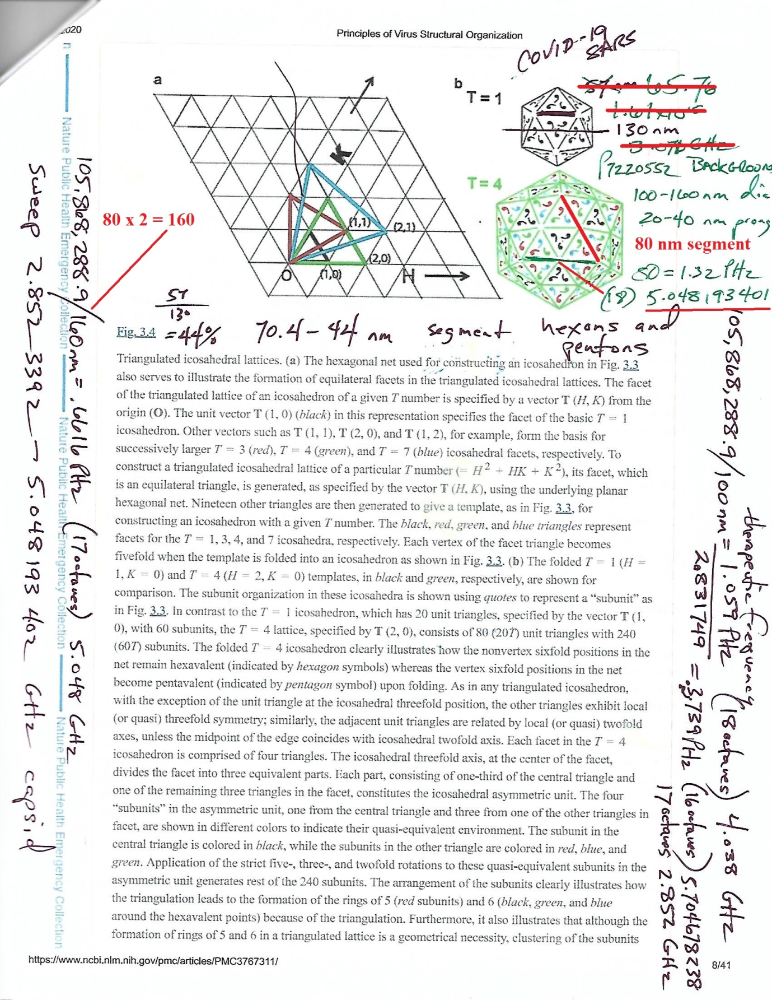 2020
Principles of Virus Structural Organization
COVID-19
SARS
a
b
T = 1
65.76
130 nm
P7220552 BACKGROUND
T= 4
100-160 nm dia
20-40 nm prong
80 nm segment
80 = 1.32 PHz
(18) 5.048193401
80 x 2 = 160
K
(1,1)
(2,1)
(2,0)
O
(1,0)
H
57
130
= 44%
70.4 - 44 nm segment hexons and
pentons
Fig. 3.4
Triangulated icosahedral lattices. (a) The hexagonal net used for constructing an icosahedron in Fig. 3.3
also serves to illustrate the formation of equilateral facets in the triangulated icosahedral lattices. The facet
of the triangulated lattice of an icosahedron of a given T number is specified by a vector T (H, K) from the
origin (O). The unit vector T (1, 0) (black) in this representation specifies the facet of the basic T = 1
icosahedron. Other vectors such as T (1, 1), T (2, 0), and T (1, 2), for example, form the basis for
successively larger T = 3 (red), T = 4 (green), and T = 7 (blue) icosahedral facets, respectively. To
construct a triangulated icosahedral lattice of a particular T number (= H² + HK + K²), its facet, which
is an equilateral triangle, is generated, as specified by the vector T (H, K), using the underlying planar
hexagonal net. Nineteen other triangles are then generated to give a template, as in Fig. 3.3, for
constructing an icosahedron with a given T number. The black, red, green, and blue triangles represent
facets for the T = 1, 3, 4, and 7 icosahedra, respectively. Each vertex of the facet triangle becomes
fivefold when the template is folded into an icosahedron as shown in Fig. 3.3. (b) The folded T = 1 (H =
1, K = 0) and T = 4 (H = 2, K = 0) templates, in black and green, respectively, are shown for
comparison. The subunit organization in these icosahedra is shown using quotes to represent a “subunit” as
in Fig. 3.3. In contrast to the T = 1 icosahedron, which has 20 unit triangles, specified by the vector T (1,
0), with 60 subunits, the T = 4 lattice, specified by T (2, 0), consists of 80 (20T) unit triangles with 240
(60T) subunits. The folded T = 4 icosahedron clearly illustrates how the nonvertex sixfold positions in the
net remain hexavalent (indicated by hexagon symbols) whereas the vertex sixfold positions in the net
become pentavalent (indicated by pentagon symbol) upon folding. As in any triangulated icosahedron,
with the exception of the unit triangle at the icosahedral threefold position, the other triangles exhibit local
(or quasi) threefold symmetry; similarly, the adjacent unit triangles are related by local (or quasi) twofold
axes, unless the midpoint of the edge coincides with icosahedral twofold axis. Each facet in the T = 4
icosahedron is comprised of four triangles. The icosahedral threefold axis, at the center of the facet,
divides the facet into three equivalent parts. Each part, consisting of one-third of the central triangle and
one of the remaining three triangles in the facet, constitutes the icosahedral asymmetric unit. The four
“subunits” in the asymmetric unit, one from the central triangle and three from one of the other triangles in
facet, are shown in different colors to indicate their quasi-equivalent environment. The subunit in the
central triangle is colored in black, while the subunits in the other triangle are colored in red, blue, and
green. Application of the strict five-, three-, and twofold rotations to these quasi-equivalent subunits in the
asymmetric unit generates rest of the 240 subunits. The arrangement of the subunits clearly illustrates how
the triangulation leads to the formation of the rings of 5 (red subunits) and 6 (black, green, and blue
around the hexavalent points) because of the triangulation. Furthermore, it also illustrates that although the
formation of rings of 5 and 6 in a triangulated lattice is a geometrical necessity, clustering of the subunits
https://www.ncbi.nlm.nih.gov/pmc/articles/PMC3767311/
8/41
n Nature Public Health Emergency Collection Nature Public Health Emergency Collection Nature Public Health Emergency Collection
105,868,288.9/160nm = .6616 PHz (17 octaves) 5.048 GHz
Sweep 2.852_3392_→ 5.048193402 GHz capsid
therapeutic frequency
105,868,288.9/100nm = 1.059 PHz (18 octaves) 4.038 GHz
2.831749 = .3739 PHz (16 octaves) 5.704678238
17 octaves 2.852 GHz